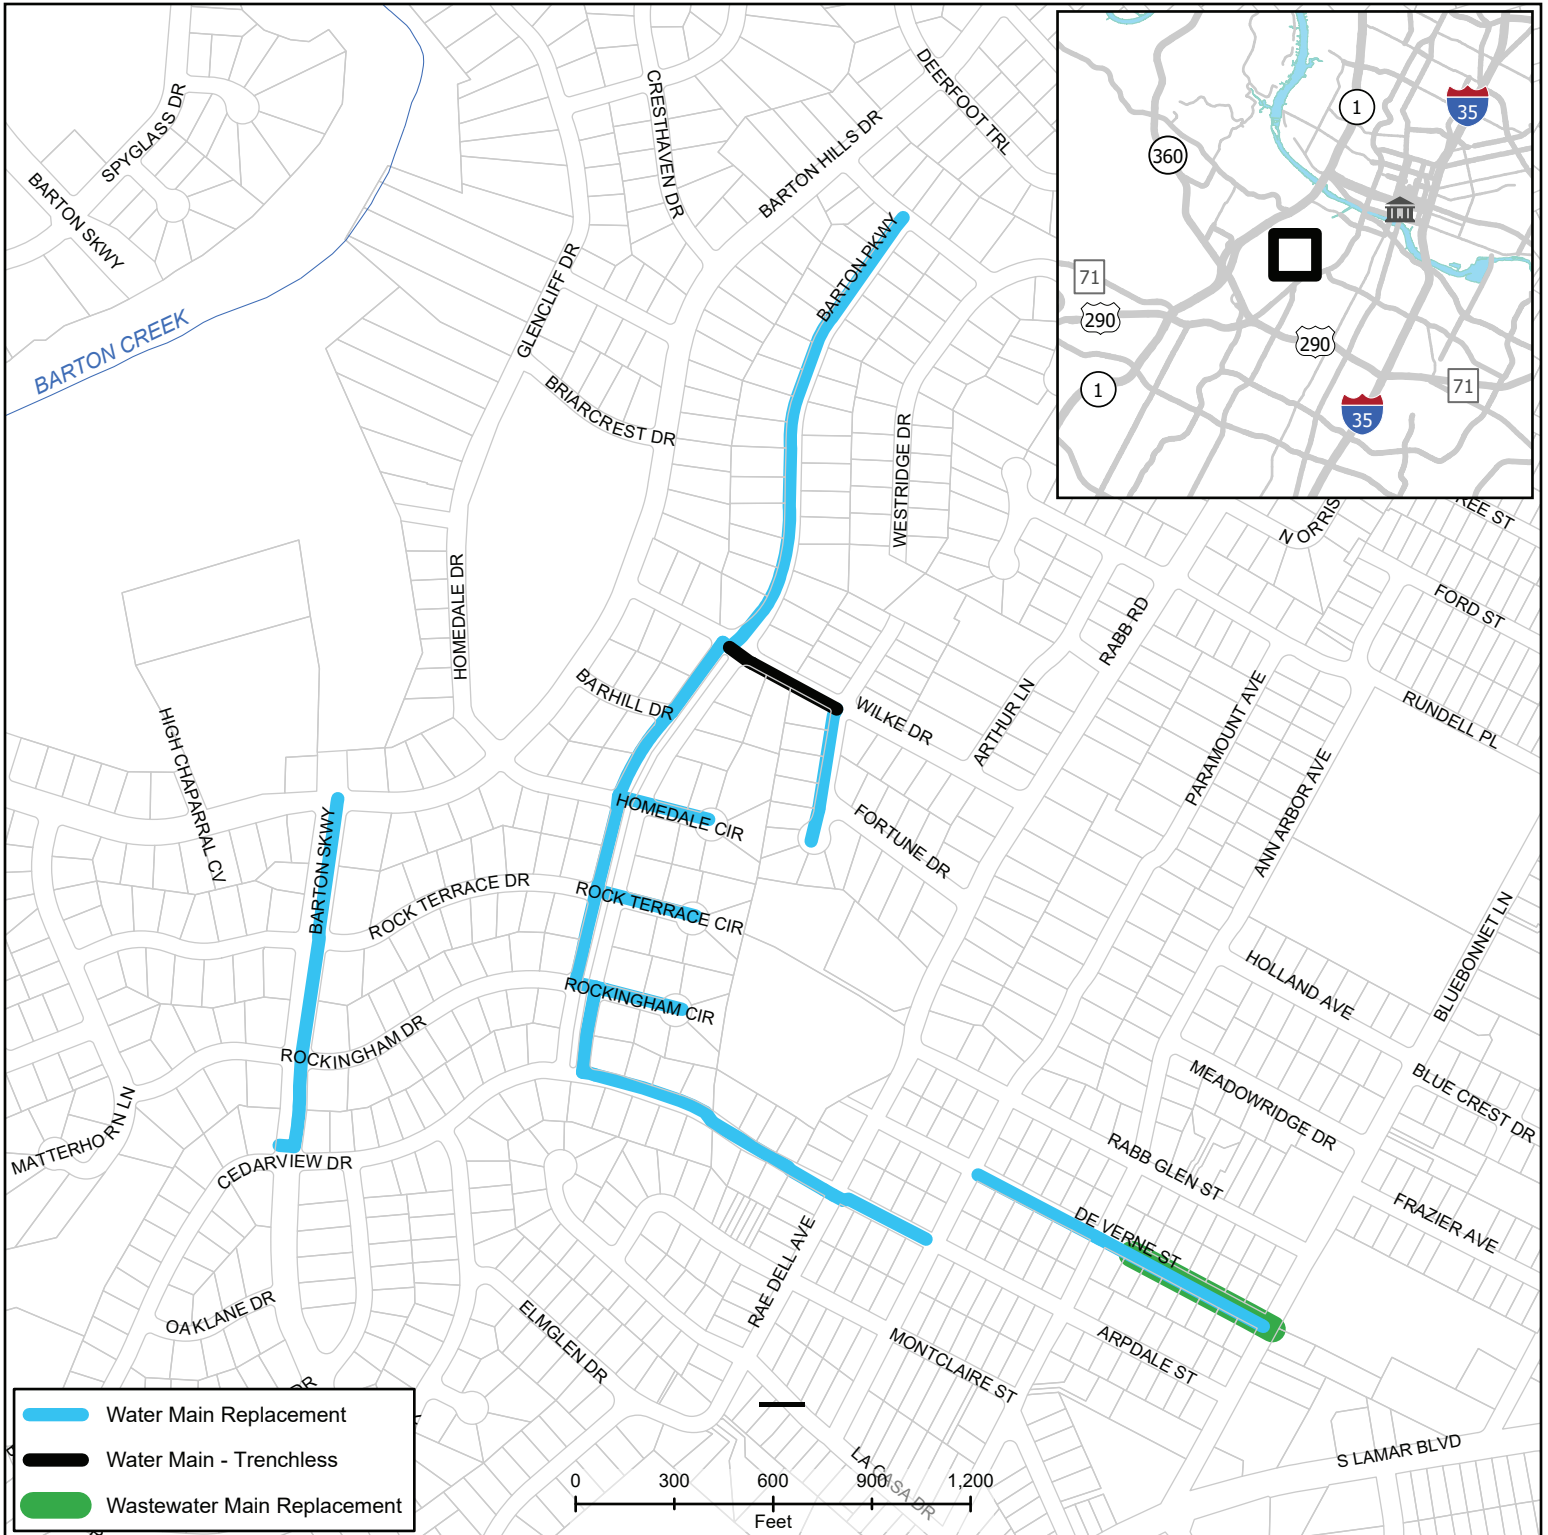 SPYGLASS DR
BARTON SKWY
BARTON CREEK
CRESTHAVEN DR
DEERFOOT TRL
BARTON HILLS DR
BARTON PKWY
GLENCLIFF DR
BRIARCREST DR
WESTRIDGE DR
1
35
360
71
290
290
1
35
71
N ORRIS
REE ST
FORD ST
HOMEDALE DR
RABB RD
BARHILL DR
WILKE DR
ARTHUR LN
PARAMOUNT AVE
RUNDELL PL
HIGH CHAPARRAL CV
ANN ARBOR AVE
HOMEDALE CIR
FORTUNE DR
BARTON SKWY
ROCK TERRACE DR
ROCK TERRACE CIR
BLUEBONNET LN
HOLLAND AVE
ROCKINGHAM CIR
ROCKINGHAM DR
MEADOWRIDGE DR
BLUE CREST DR
MATTERHORN LN
CEDARVIEW DR
RABB GLEN ST
FRAZIER AVE
DE VERNE ST
RAE DELL AVE
OAKLANE DR
ELMGLEN DR
MONTCLAIRE ST
ARPDALE ST
DR
LA CASA DR
S LAMAR BLVD
Water Main Replacement
Water Main - Trenchless
Wastewater Main Replacement
0 300 600 900 1,200
Feet